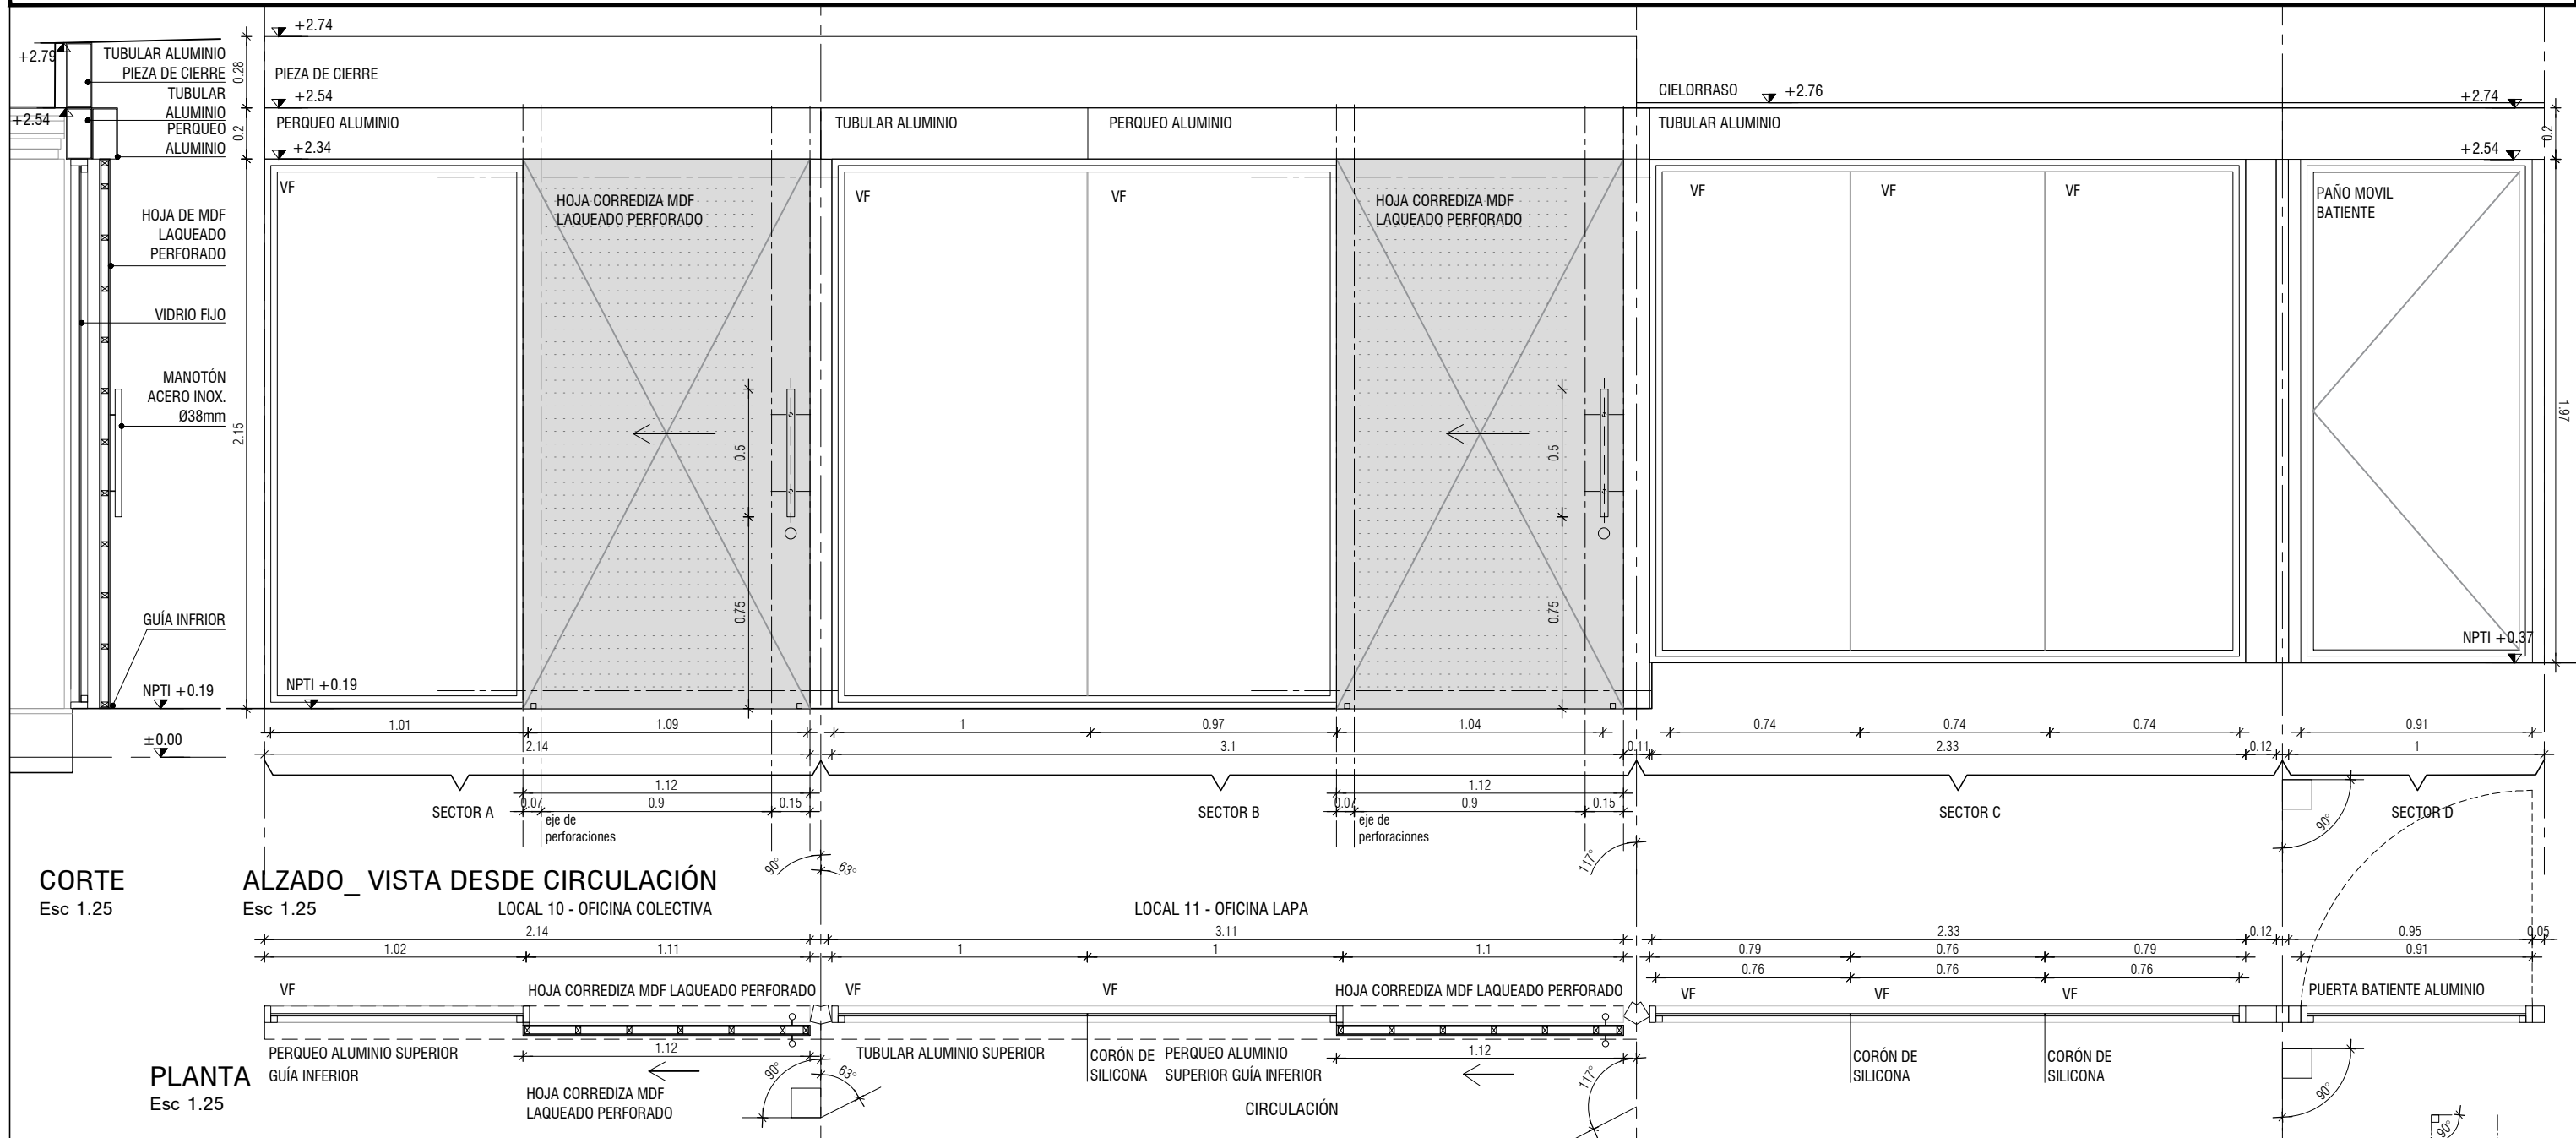 +2.79
TUBULAR ALUMINIO
PIEZA DE CIERRE
TUBULAR
ALUMINIO
+2.54
PERQUEO
ALUMINIO
HOJA DE MDF
LAQUEADO
PERFORADO
VIDRIO FIJO
MANOTÓN
ACERO INOX.
Ø38mm
GUÍA INFRIOR
NPTI +0.19
±0.00
0.28
0.2
2.15
+2.74
PIEZA DE CIERRE
+2.54
PERQUEO ALUMINIO
+2.34
VF
HOJA CORREDIZA MDF
LAQUEADO PERFORADO
0.5
0.75
NPTI +0.19
TUBULAR ALUMINIO
PERQUEO ALUMINIO
VF
VF
HOJA CORREDIZA MDF
LAQUEADO PERFORADO
0.5
0.75
CIELORRASO
+2.76
+2.74
TUBULAR ALUMINIO
0.2
+2.54
VF
VF
VF
PAÑO MOVIL
BATIENTE
1.97
NPTI +0.37
1.01
1.09
1
0.97
1.04
0.74
0.74
0.74
0.91
2.14
3.1
0.11
2.33
0.12
1
1.12
1.12
0.07
0.9
0.15
0.07
0.9
0.15
SECTOR A
SECTOR B
SECTOR C
SECTOR D
eje de
perforaciones
eje de
perforaciones
90°
63°
117°
90°
CORTE
Esc 1.25
ALZADO_ VISTA DESDE CIRCULACIÓN
Esc 1.25
LOCAL 10 - OFICINA COLECTIVA
LOCAL 11 - OFICINA LAPA
2.14
3.11
2.33
0.12
0.95
0.05
1.02
1.11
1
1
1.1
0.79
0.76
0.79
0.91
0.76
0.76
0.76
VF
HOJA CORREDIZA MDF LAQUEADO PERFORADO
VF
VF
HOJA CORREDIZA MDF LAQUEADO PERFORADO
VF
VF
VF
PUERTA BATIENTE ALUMINIO
PERQUEO ALUMINIO SUPERIOR
GUÍA INFERIOR
1.12
TUBULAR ALUMINIO SUPERIOR
CORÓN DE
SILICONA
PERQUEO ALUMINIO
SUPERIOR GUÍA INFERIOR
1.12
CORÓN DE
SILICONA
CORÓN DE
SILICONA
PLANTA
Esc 1.25
HOJA CORREDIZA MDF
LAQUEADO PERFORADO
90°
63°
CIRCULACIÓN
117°
90°
90°